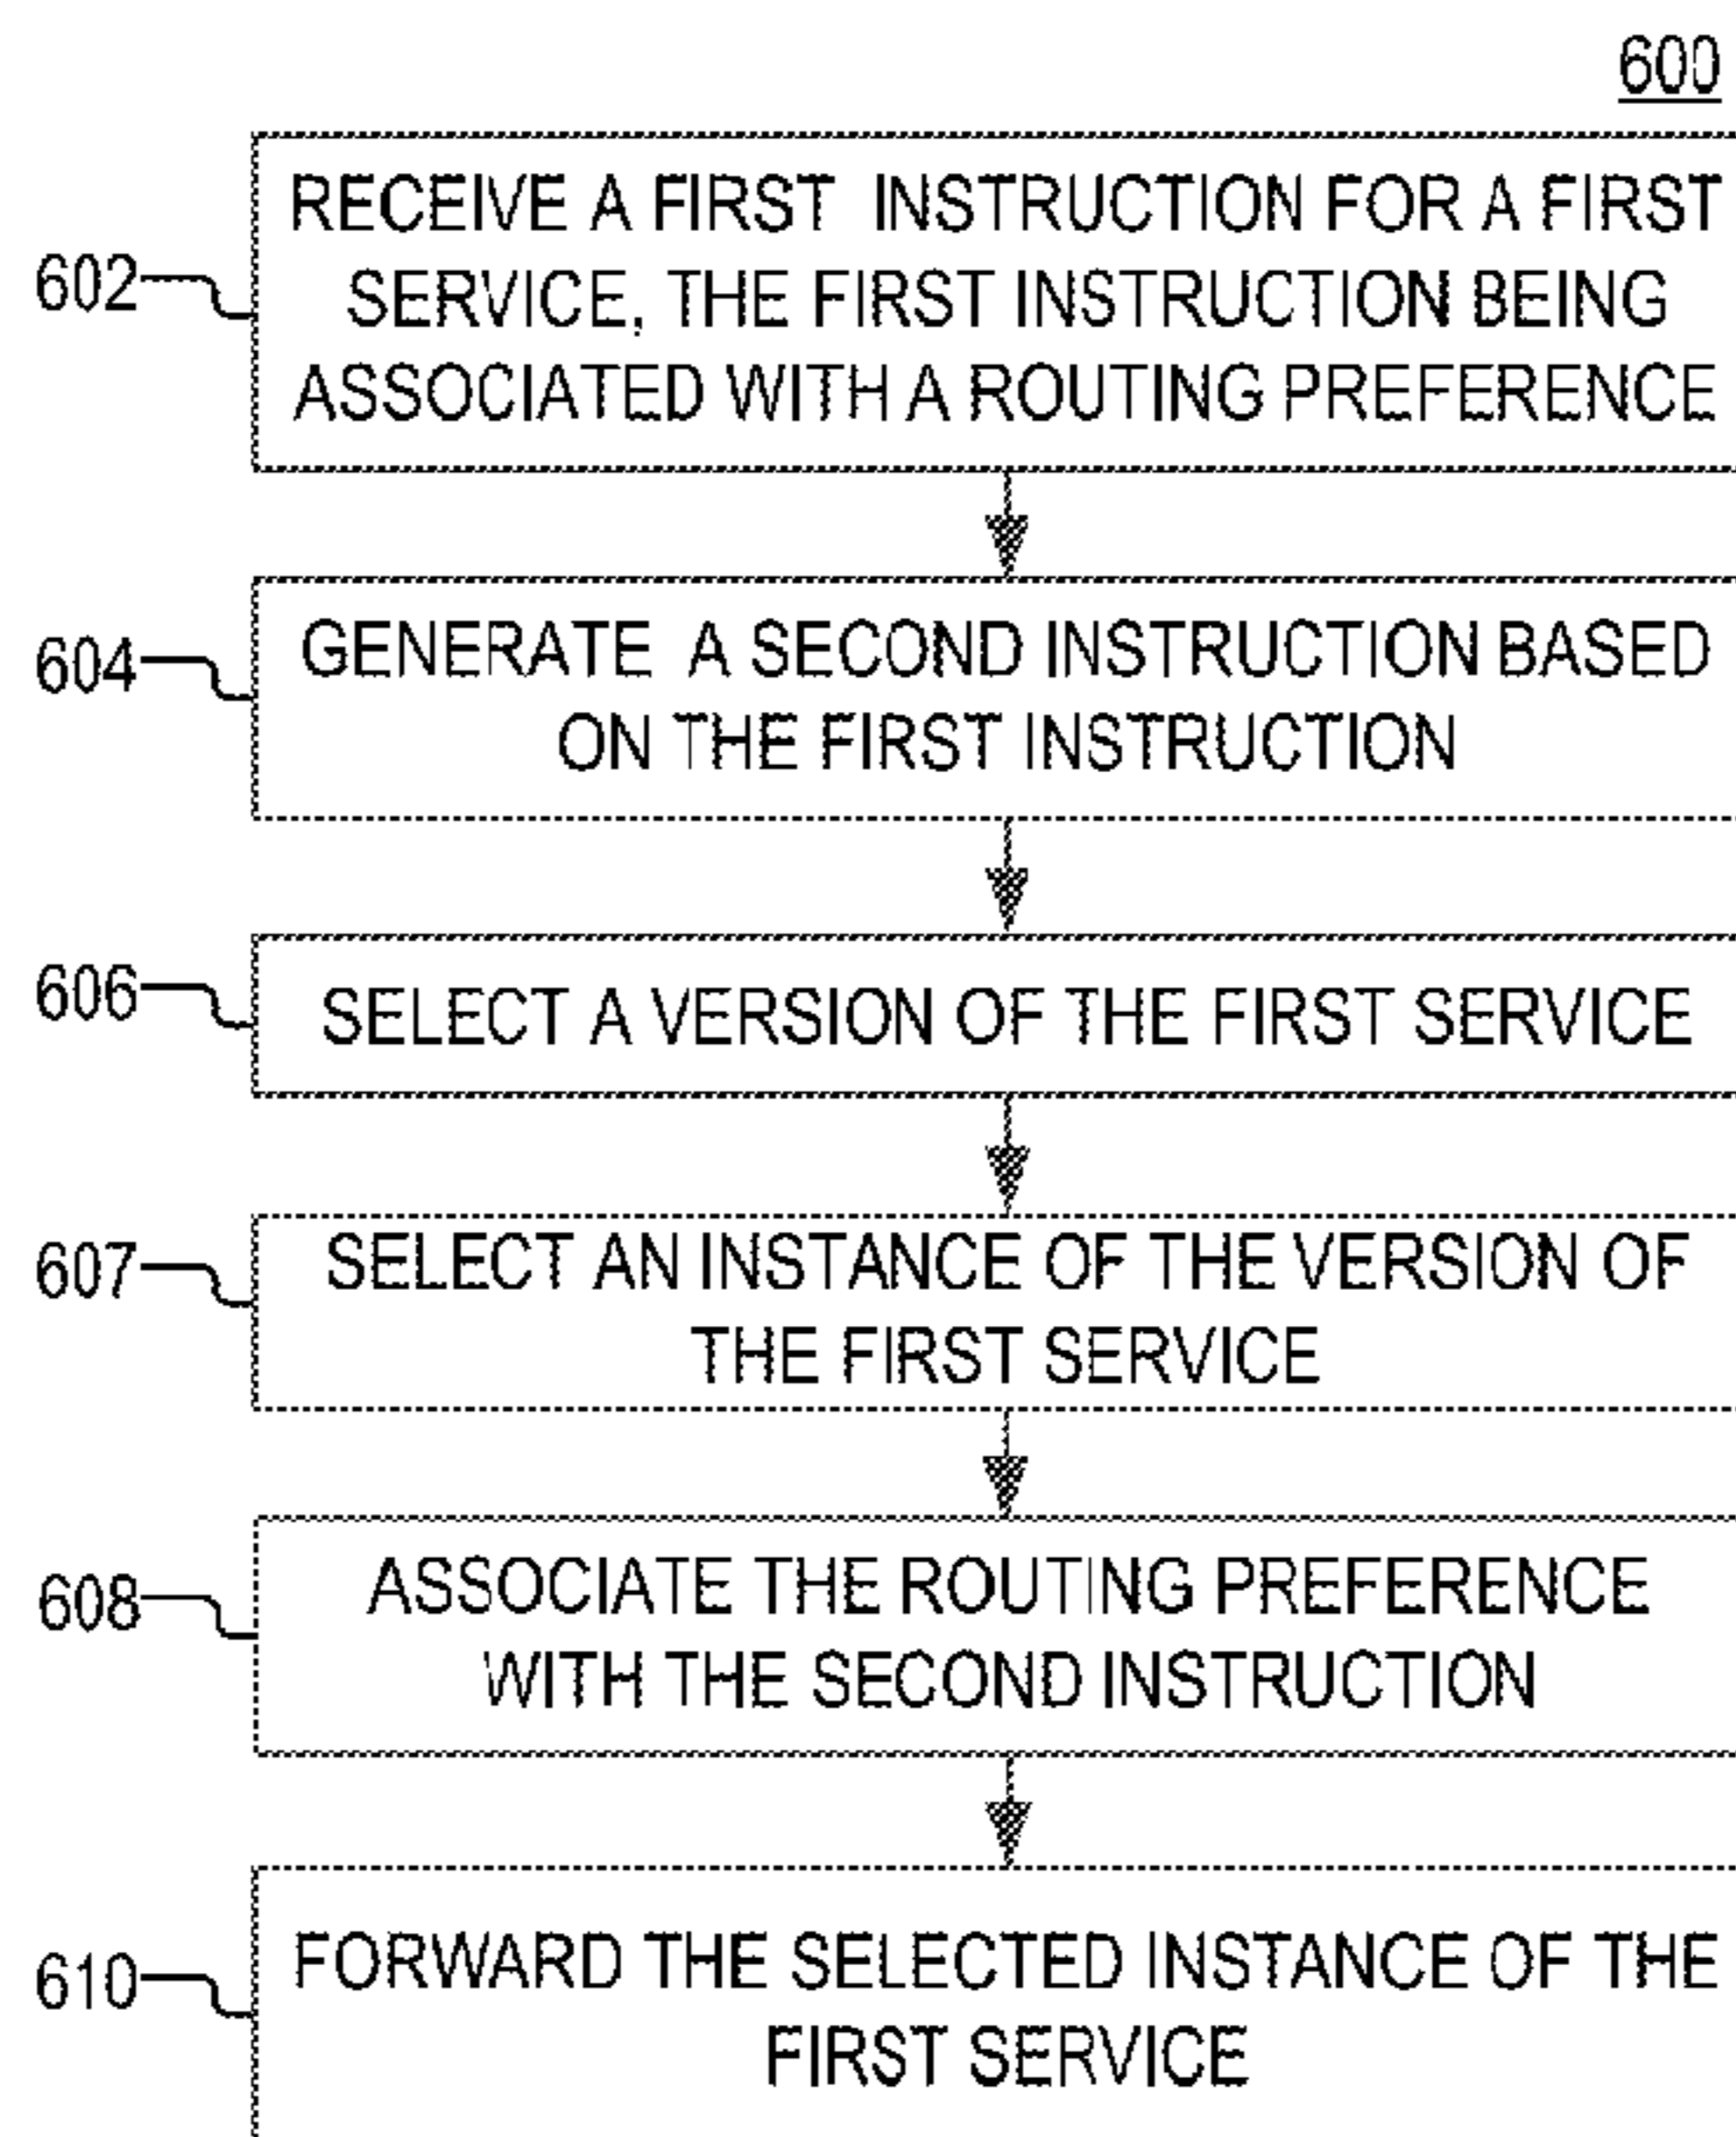 600
602
RECEIVE A FIRST INSTRUCTION FOR A FIRST
SERVICE, THE FIRST INSTRUCTION BEING
ASSOCIATED WITH A ROUTING PREFERENCE
604
GENERATE A SECOND INSTRUCTION BASED
ON THE FIRST INSTRUCTION
606
SELECT A VERSION OF THE FIRST SERVICE
607
SELECT AN INSTANCE OF THE VERSION OF
THE FIRST SERVICE
608
ASSOCIATE THE ROUTING PREFERENCE
WITH THE SECOND INSTRUCTION
610
FORWARD THE SELECTED INSTANCE OF THE
FIRST SERVICE